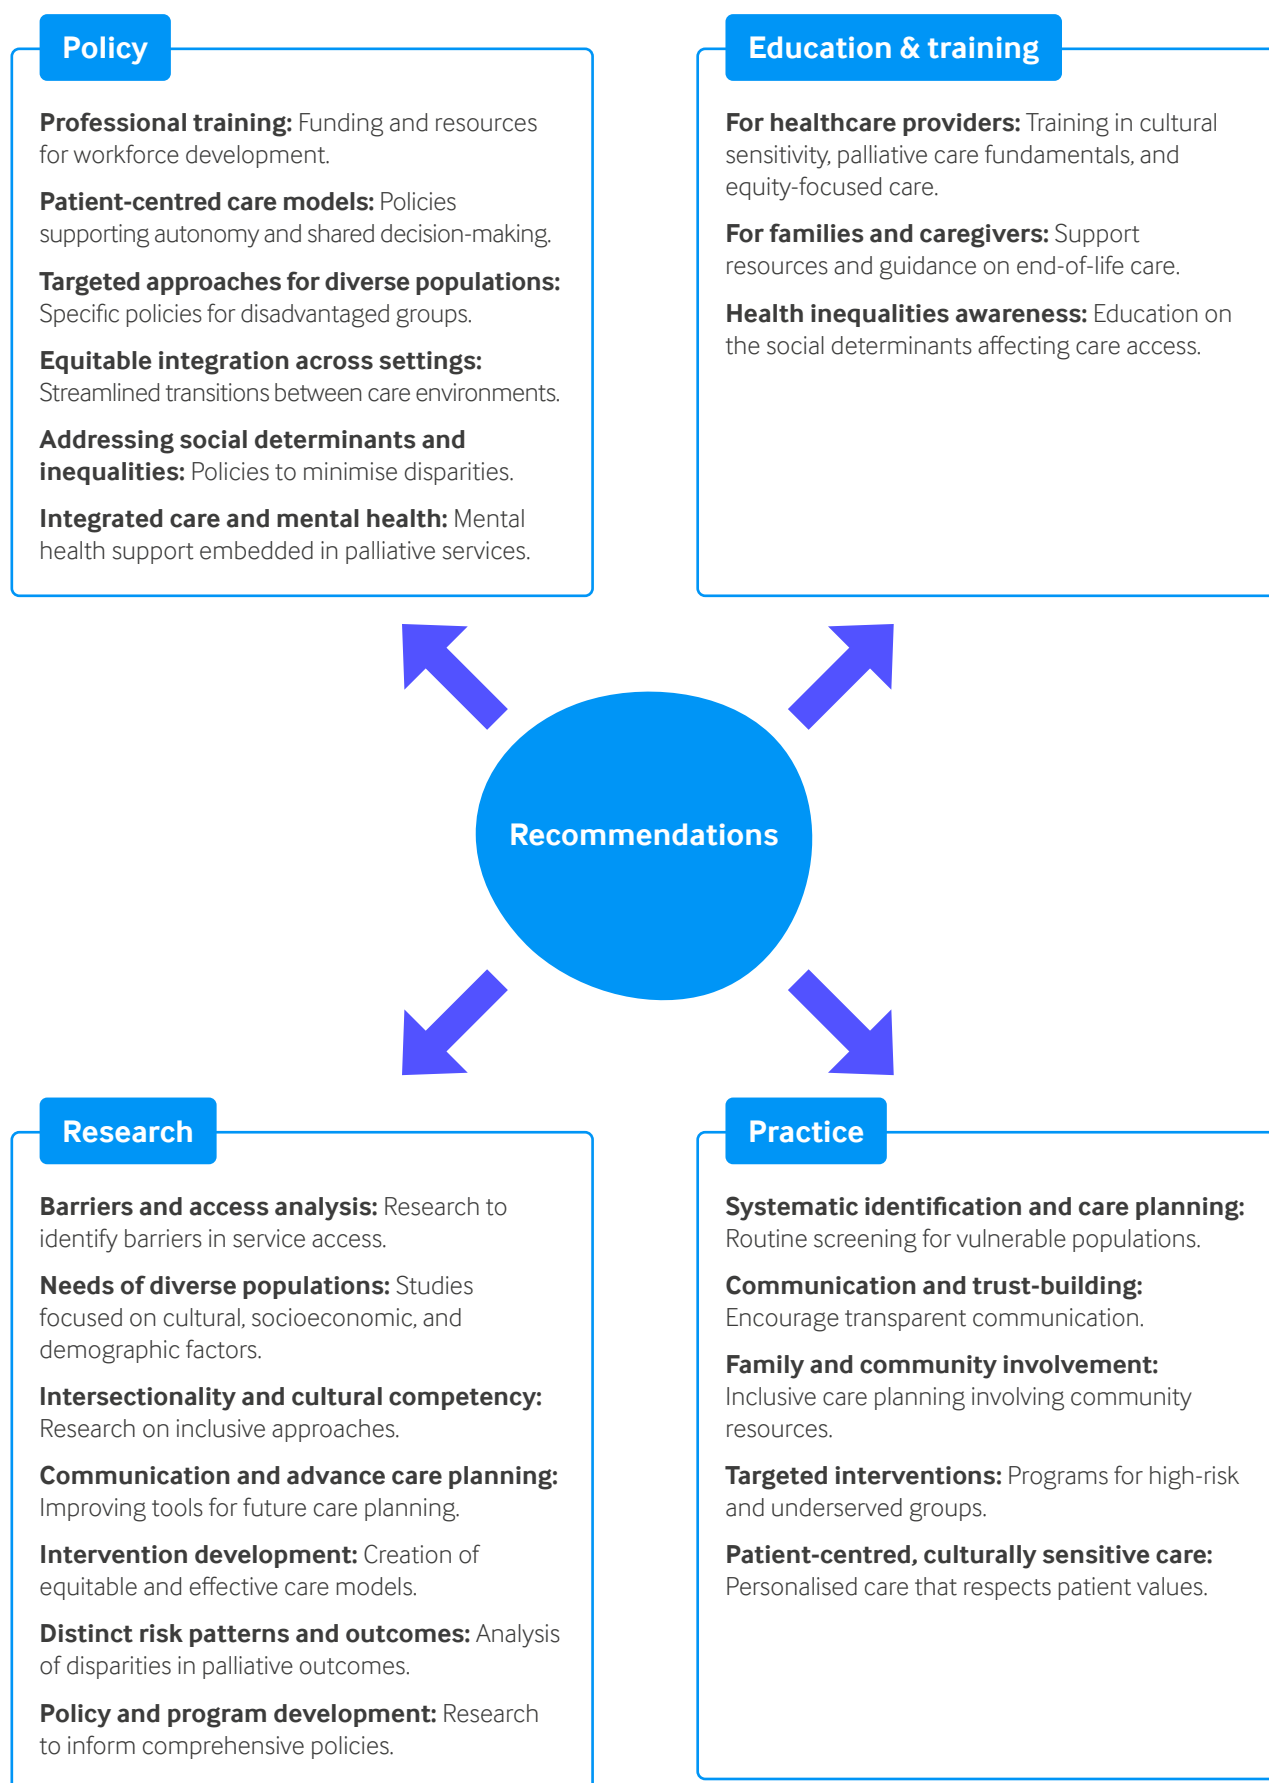 Policy
Professional training: Funding and resources
for workforce development.
Patient-centred care models: Policies
supporting autonomy and shared decision-making.
Targeted approaches for diverse populations:
Specific policies for disadvantaged groups.
Equitable integration across settings:
Streamlined transitions between care environments.
Addressing social determinants and
inequalities: Policies to minimise disparities.
Integrated care and mental health: Mental
health support embedded in palliative services.
Education & training
For healthcare providers: Training in cultural
sensitivity, palliative care fundamentals, and
equity-focused care.
For families and caregivers: Support
resources and guidance on end-of-life care.
Health inequalities awareness: Education on
the social determinants affecting care access.
Recommendations
Research
Barriers and access analysis: Research to
identify barriers in service access.
Needs of diverse populations: Studies
focused on cultural, socioeconomic, and
demographic factors.
Intersectionality and cultural competency:
Research on inclusive approaches.
Communication and advance care planning:
Improving tools for future care planning.
Intervention development: Creation of
equitable and effective care models.
Distinct risk patterns and outcomes: Analysis
of disparities in palliative outcomes.
Policy and program development: Research
to inform comprehensive policies.
Practice
Systematic identification and care planning:
Routine screening for vulnerable populations.
Communication and trust-building:
Encourage transparent communication.
Family and community involvement:
Inclusive care planning involving community
resources.
Targeted interventions: Programs for high-risk
and underserved groups.
Patient-centred, culturally sensitive care:
Personalised care that respects patient values.